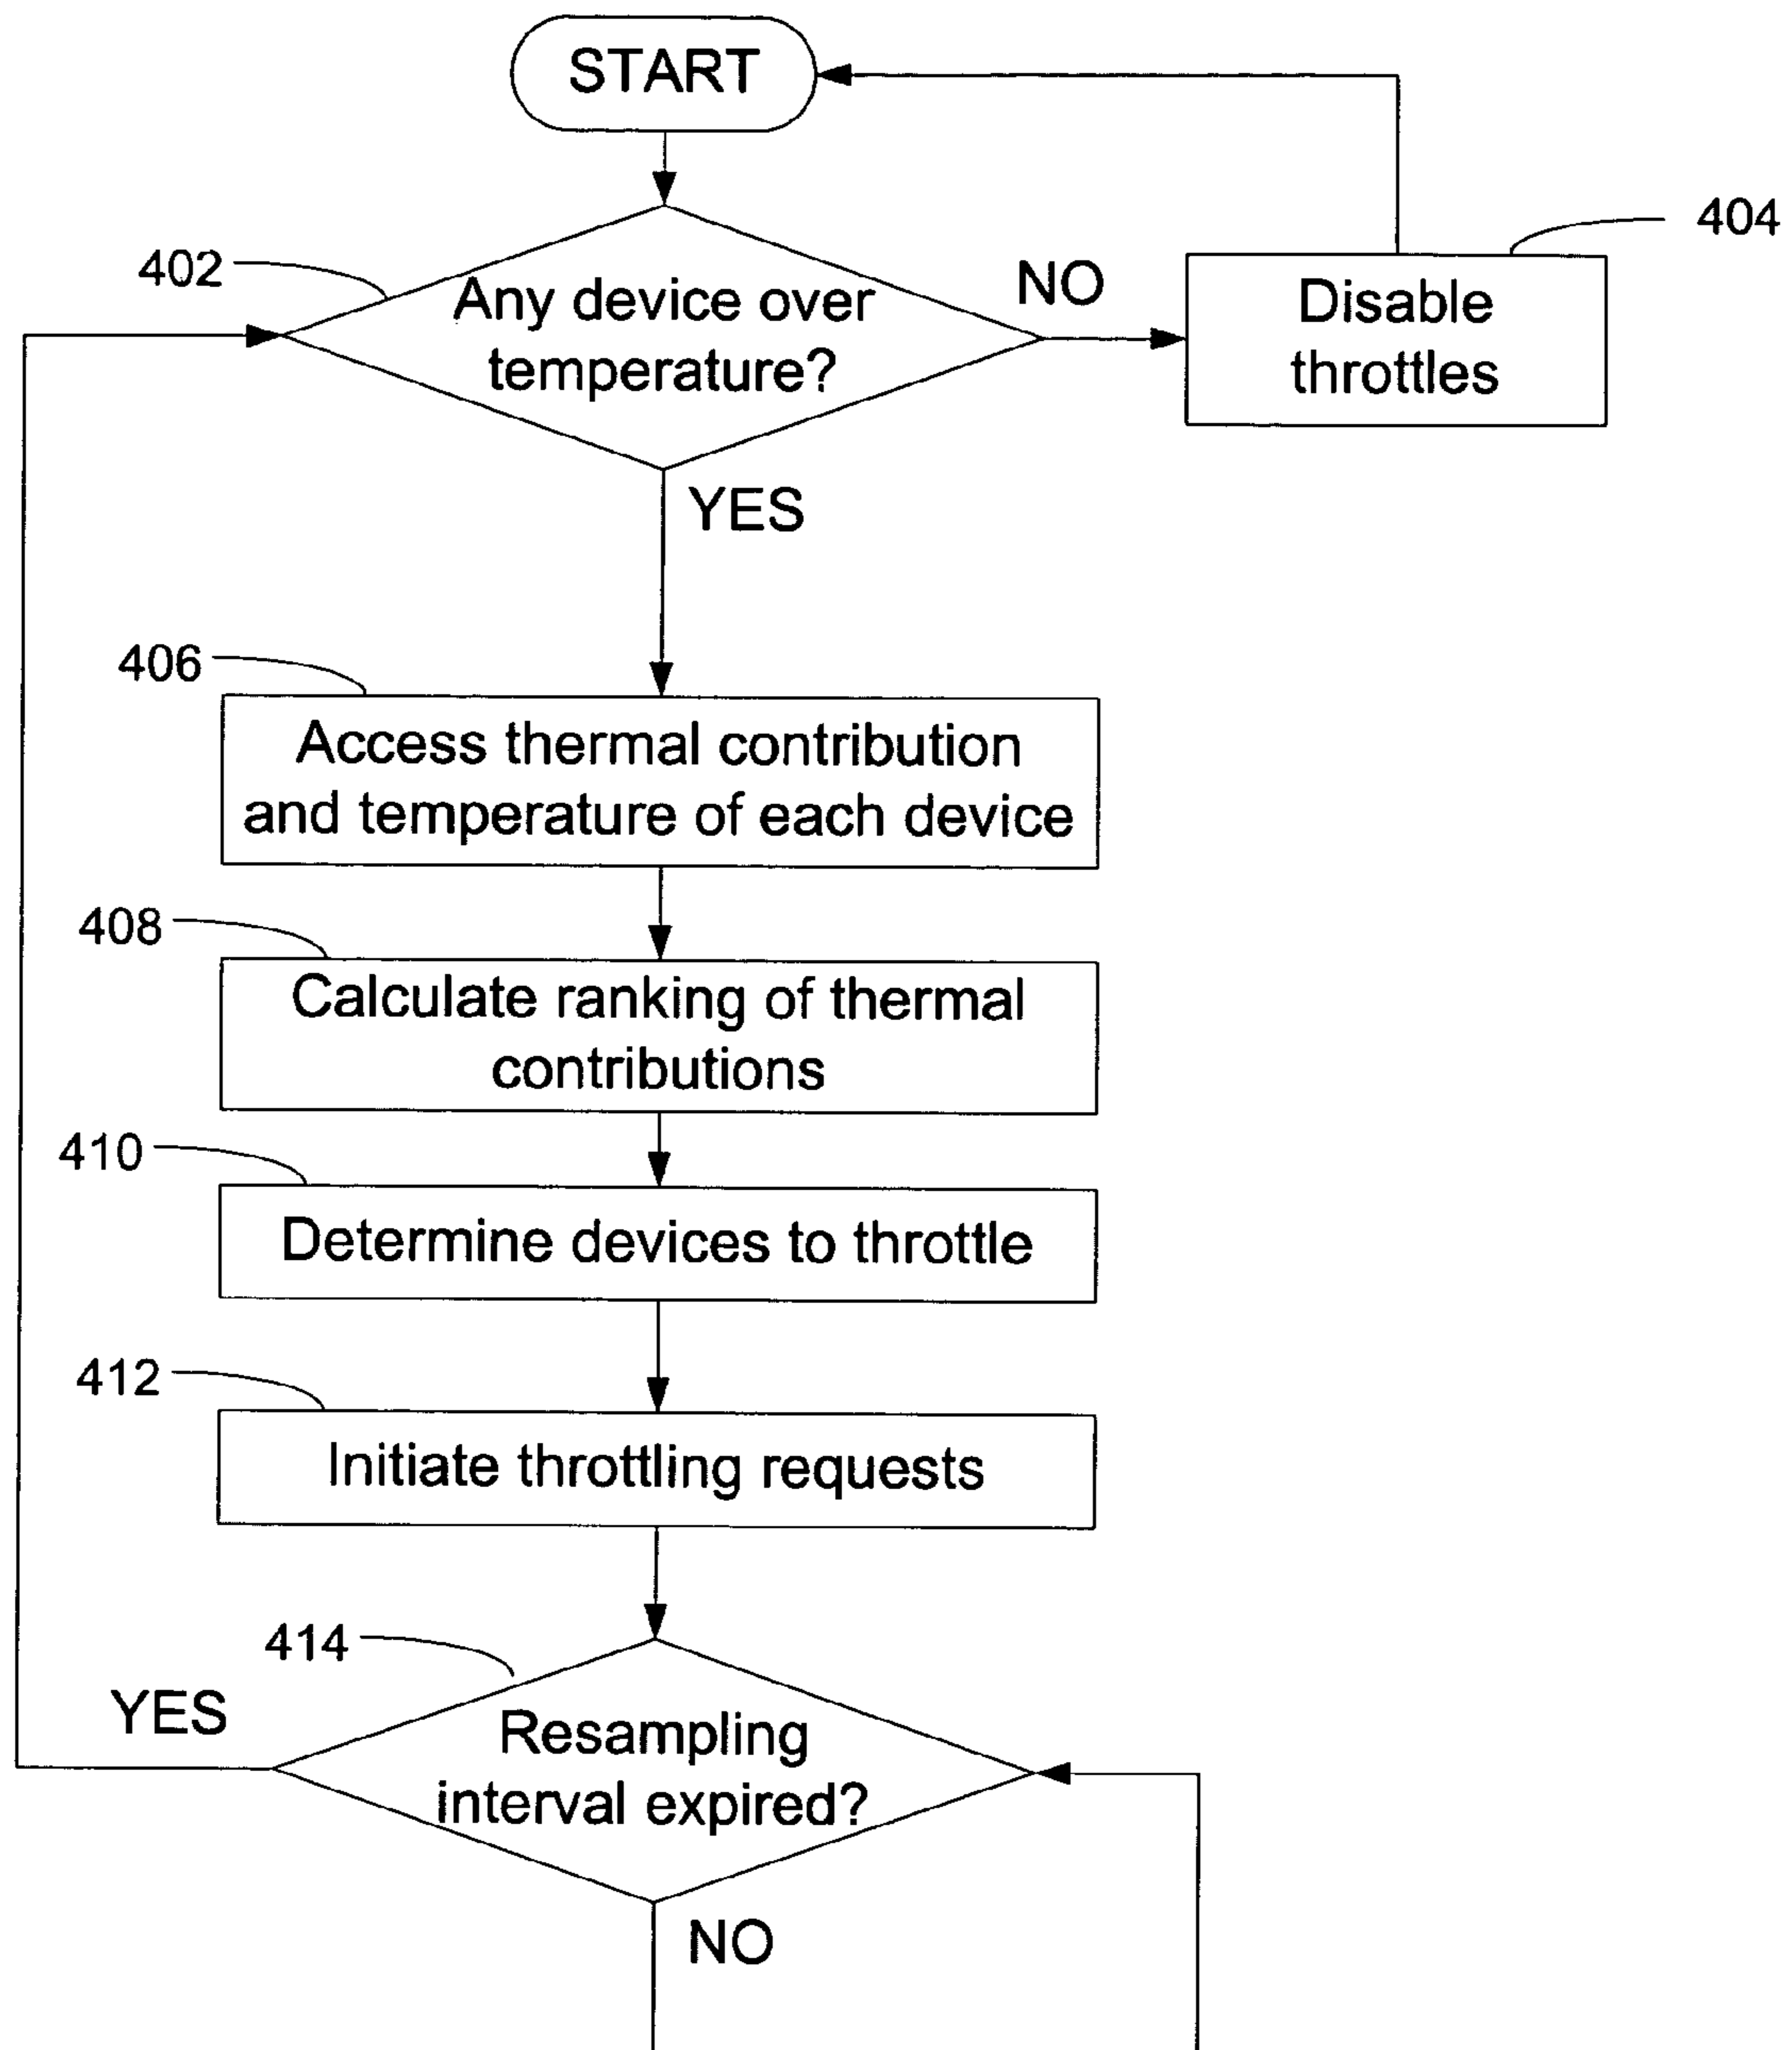 START
404
402
Any device over
temperature?
NO
Disable
throttles
YES
406
Access thermal contribution
and temperature of each device
408
Calculate ranking of thermal
contributions
410
Determine devices to throttle
412
Initiate throttling requests
414
YES
Resampling
interval expired?
NO